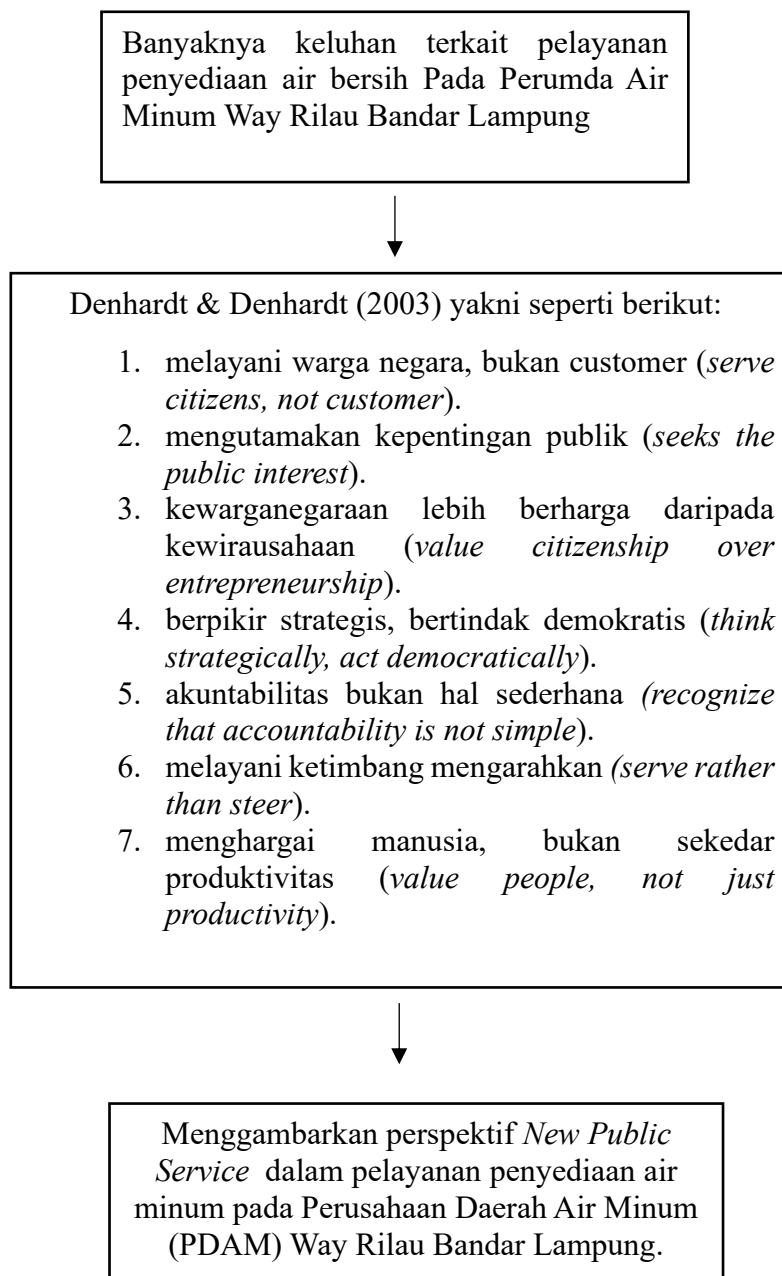 Banyaknya keluhan terkait pelayanan
penyediaan air bersih Pada Perumda Air
Minum Way Rilau Bandar Lampung
Denhardt & Denhardt (2003) yakni seperti berikut:
1. melayani warga negara, bukan customer (serve
citizens, not customer).
2. mengutamakan kepentingan publik (seeks the
public interest).
3. kewarganegaraan lebih berharga daripada
kewirausahaan (value citizenship over
entrepreneurship).
4. berpikir strategis, bertindak demokratis (think
strategically, act democratically).
5. akuntabilitas bukan hal sederhana (recognize
that accountability is not simple).
6. melayani ketimbang mengarahkan (serve rather
than steer).
7. menghargai manusia, bukan sekedar
produktivitas (value people, not just
productivity).
Menggambarkan perspektif New Public
Service dalam pelayanan penyediaan air
minum pada Perusahaan Daerah Air Minum
(PDAM) Way Rilau Bandar Lampung.